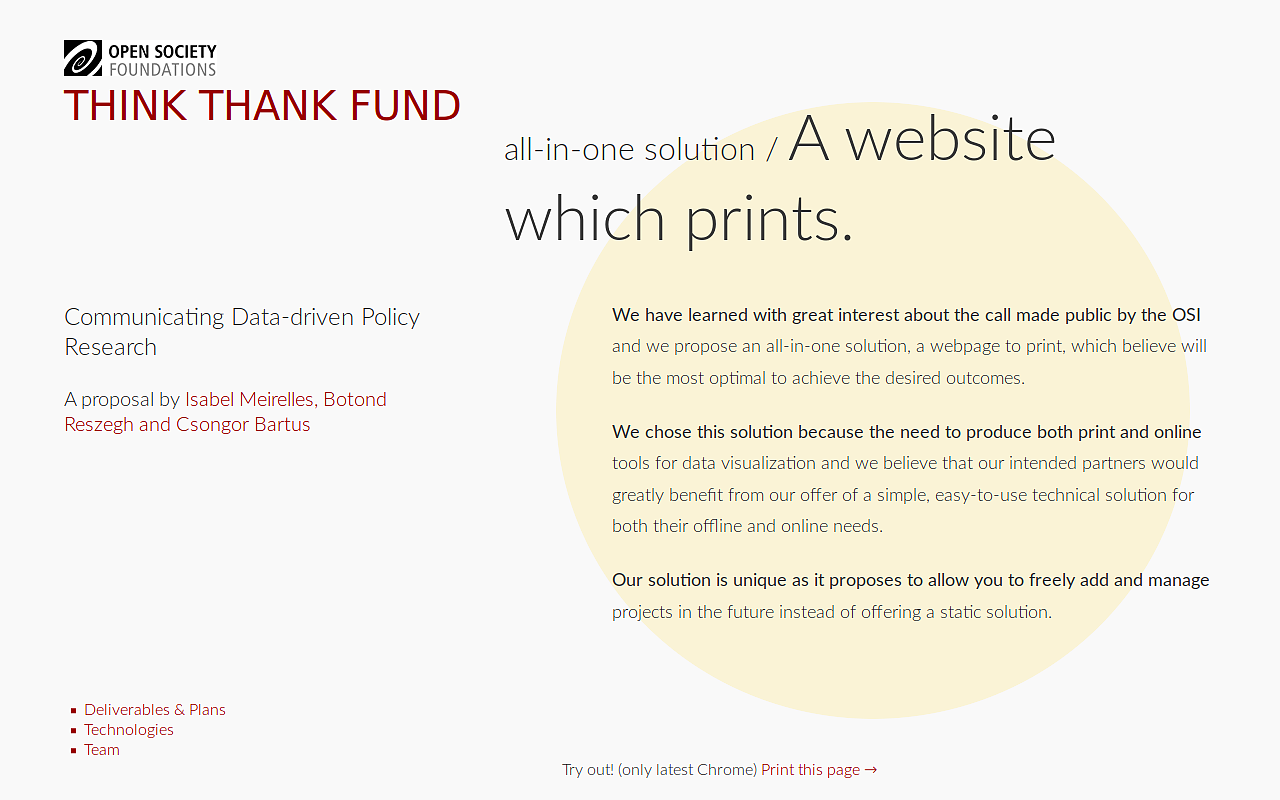 OPEN SOCIETY
FOUNDATIONS
THINK THANK FUND
all-in-one solution / A website
which prints.
Communicating Data-driven Policy
Research
A proposal by Isabel Meirelles, Botond
Reszegh and Csongor Bartus
We have learned with great interest about the call made public by the OSI
and we propose an all-in-one solution, a webpage to print, which believe will
be the most optimal to achieve the desired outcomes.
We chose this solution because the need to produce both print and online
tools for data visualization and we believe that our intended partners would
greatly benefit from our offer of a simple, easy-to-use technical solution for
both their offline and online needs.
Our solution is unique as it proposes to allow you to freely add and manage
projects in the future instead of offering a static solution.
Deliverables & Plans
Technologies
Team
Try out! (only latest Chrome) Print this page →